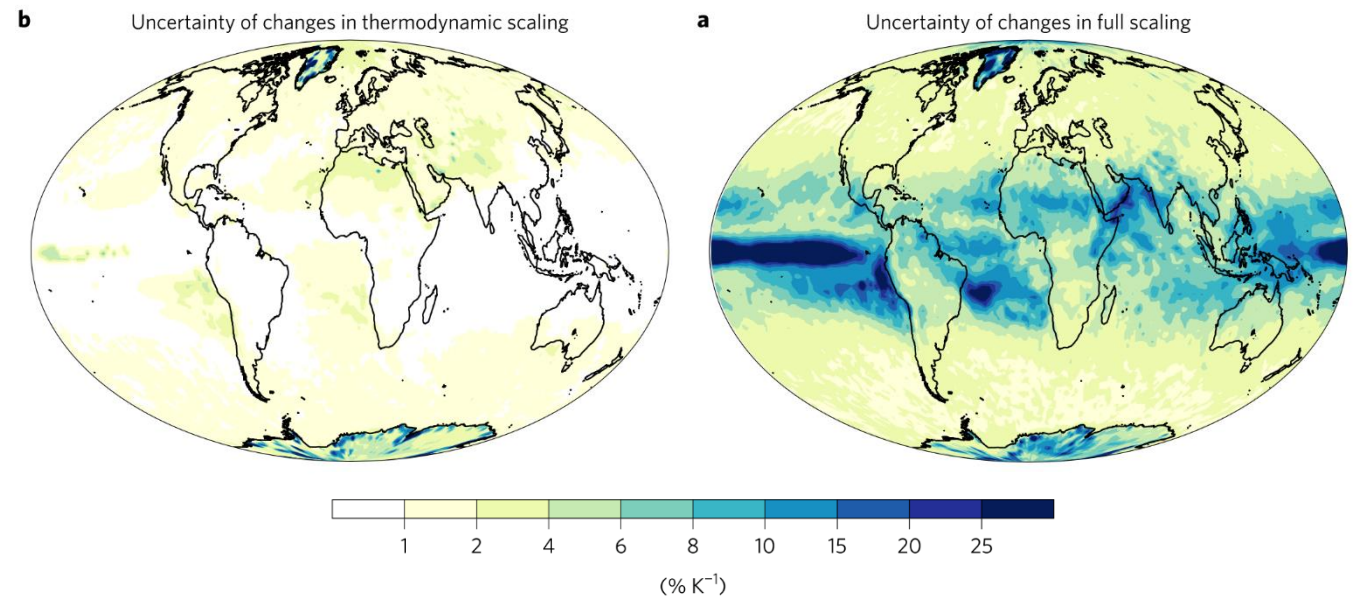 b Uncertainty of changes in thermodynamic scaling
a Uncertainty of changes in full scaling
1 2 4 6 8 10 15 20 25
(% K⁻¹)